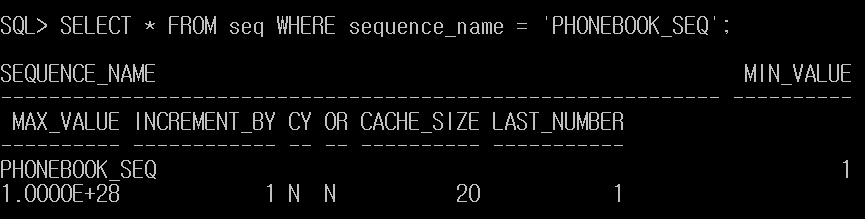 SQL> SELECT * FROM seq WHERE sequence_name = 'PHONEBOOK_SEQ';
SEQUENCE_NAME MIN_VALUE
------------------------------------------------------------ ----------
MAX_VALUE INCREMENT_BY CY OR CACHE_SIZE LAST_NUMBER
---------- ------------ -- -- ---------- -----------
PHONEBOOK_SEQ 1
1.0000E+28 1 N N 20 1